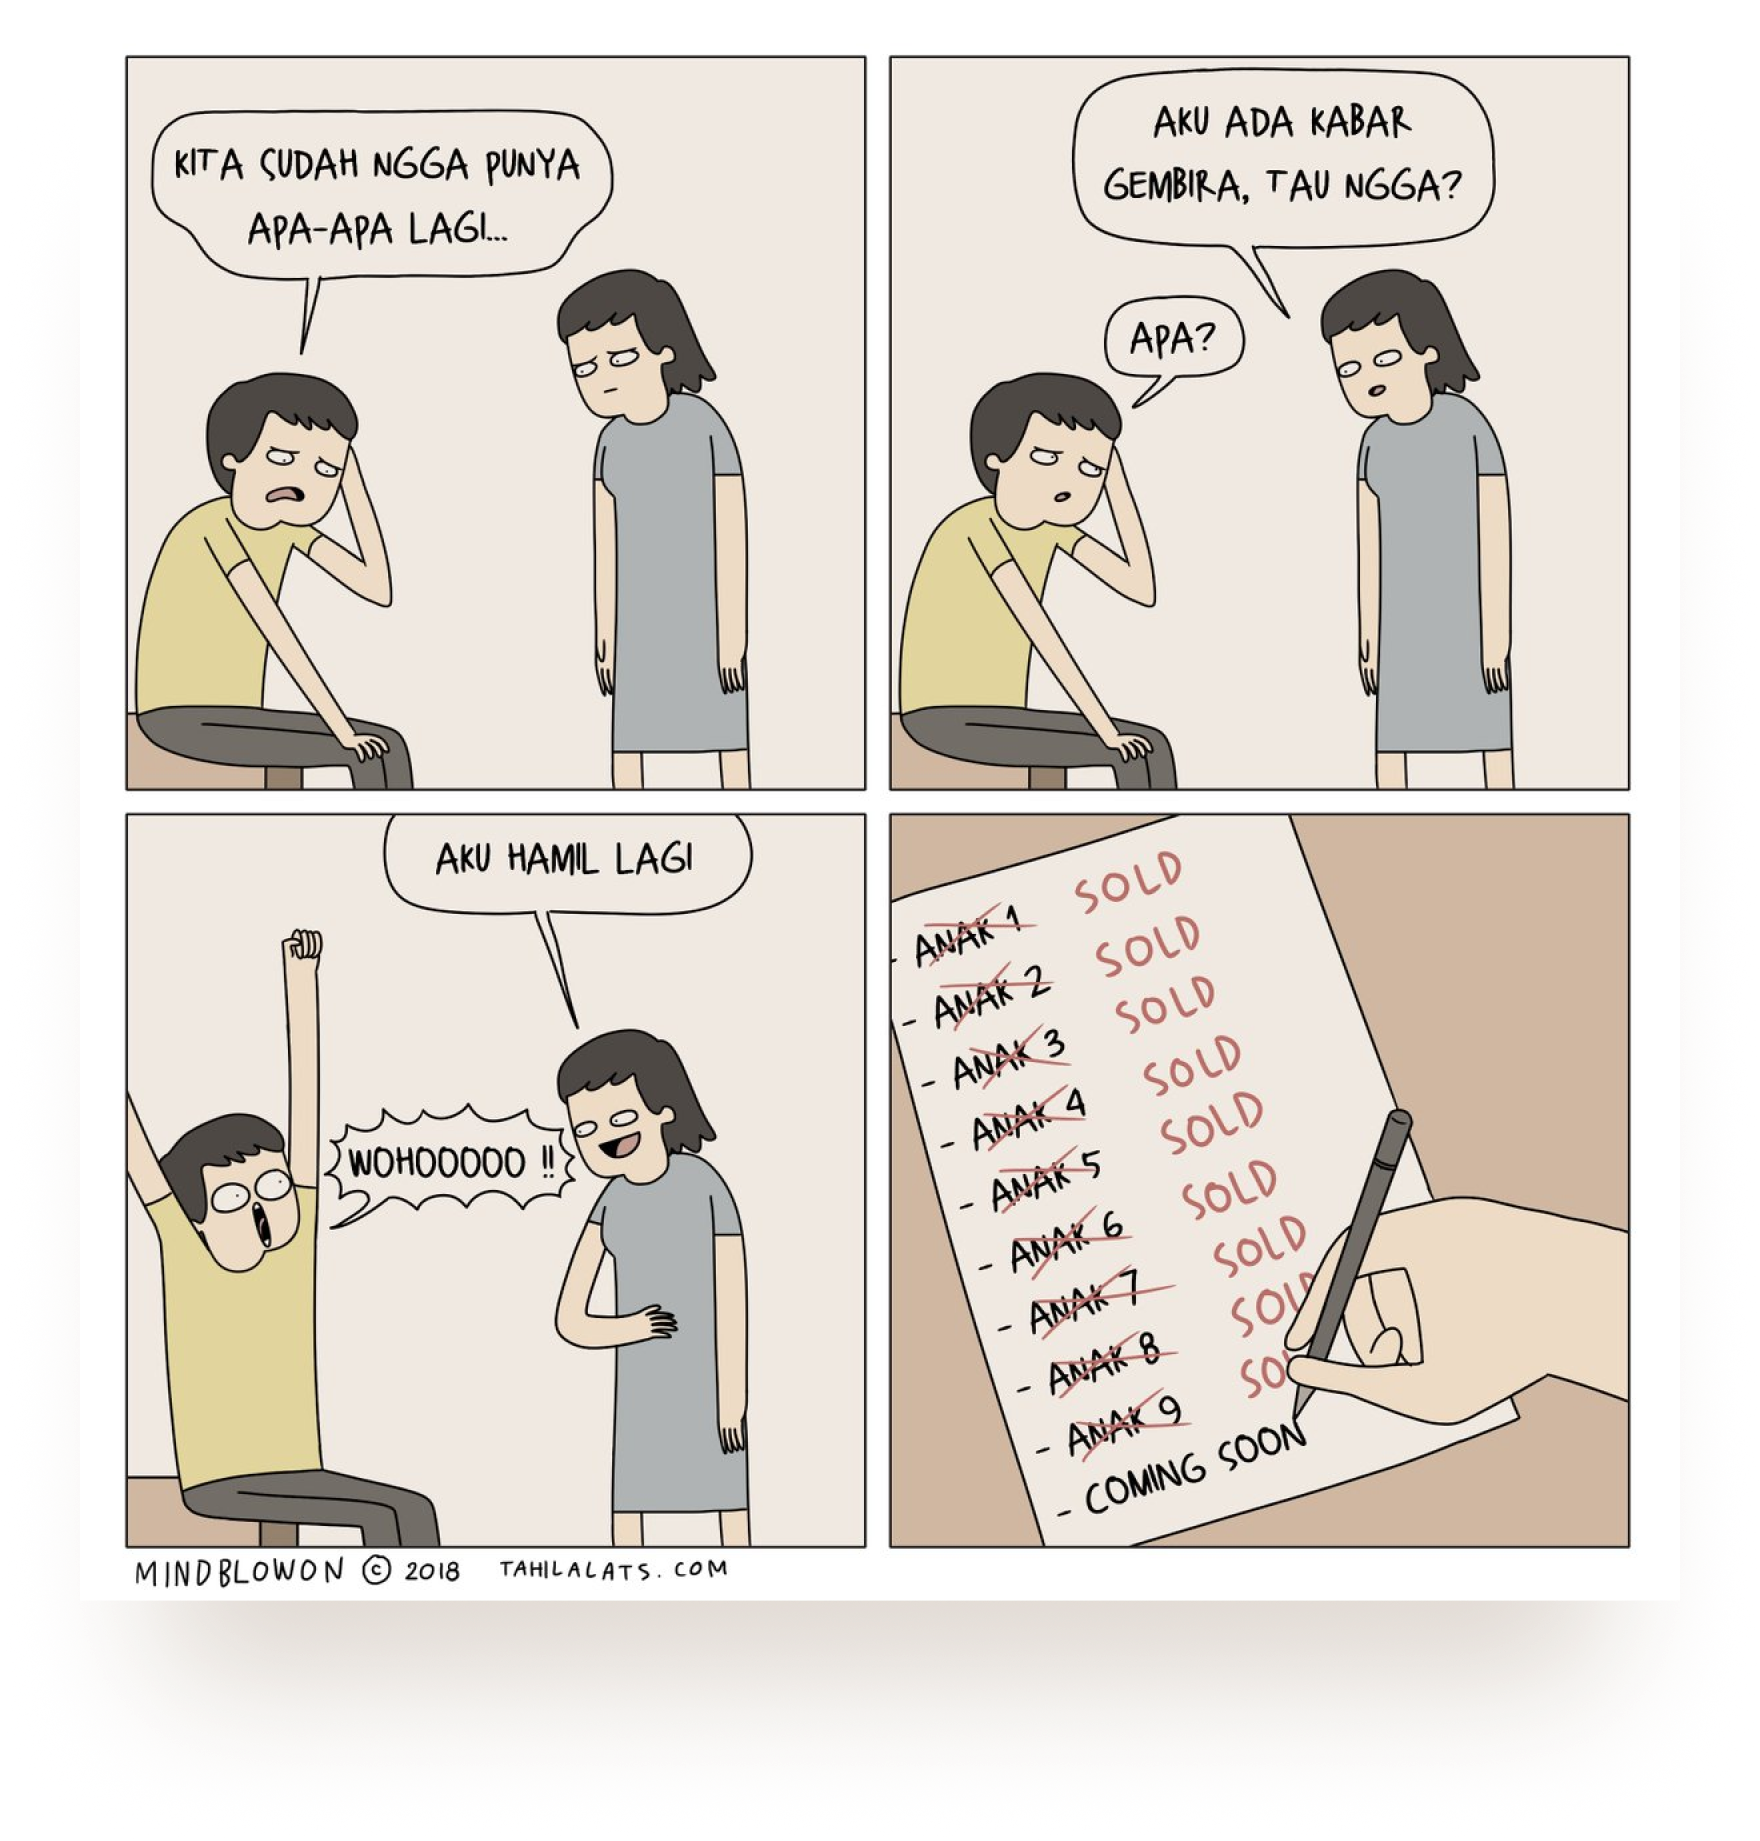 KITA SUDAH NGGA PUNYA
APA-APA LAGI...
AKU ADA KABAR
GEMBIRA, TAU NGGA?
APA?
AKU HAMIL LAGI
WOHOOOOO !!
- ANAK 1 SOLD
- ANAK 2 SOLD
- ANAK 3 SOLD
- ANAK 4 SOLD
- ANAK 5 SOLD
- ANAK 6 SOLD
- ANAK 7 SOLD
- ANAK 8 SOLD
- ANAK 9 SO
- COMING SOON
MINDBLOWON © 2018 TAHILALATS.COM